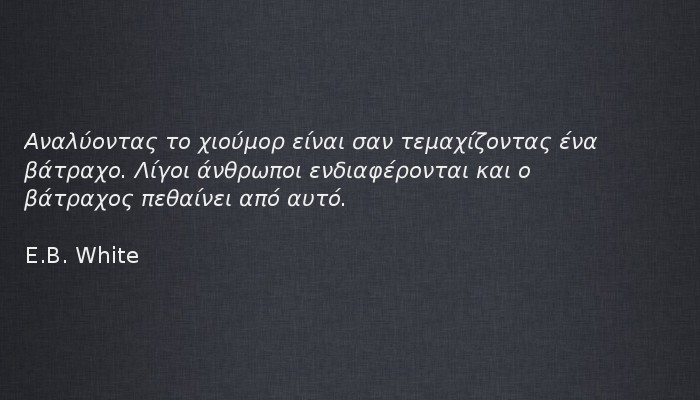 Αναλύοντας το χιούμορ είναι σαν τεμαχίζοντας ένα
βάτραχο. Λίγοι άνθρωποι ενδιαφέρονται και ο
βάτραχος πεθαίνει από αυτό.
E.B. White